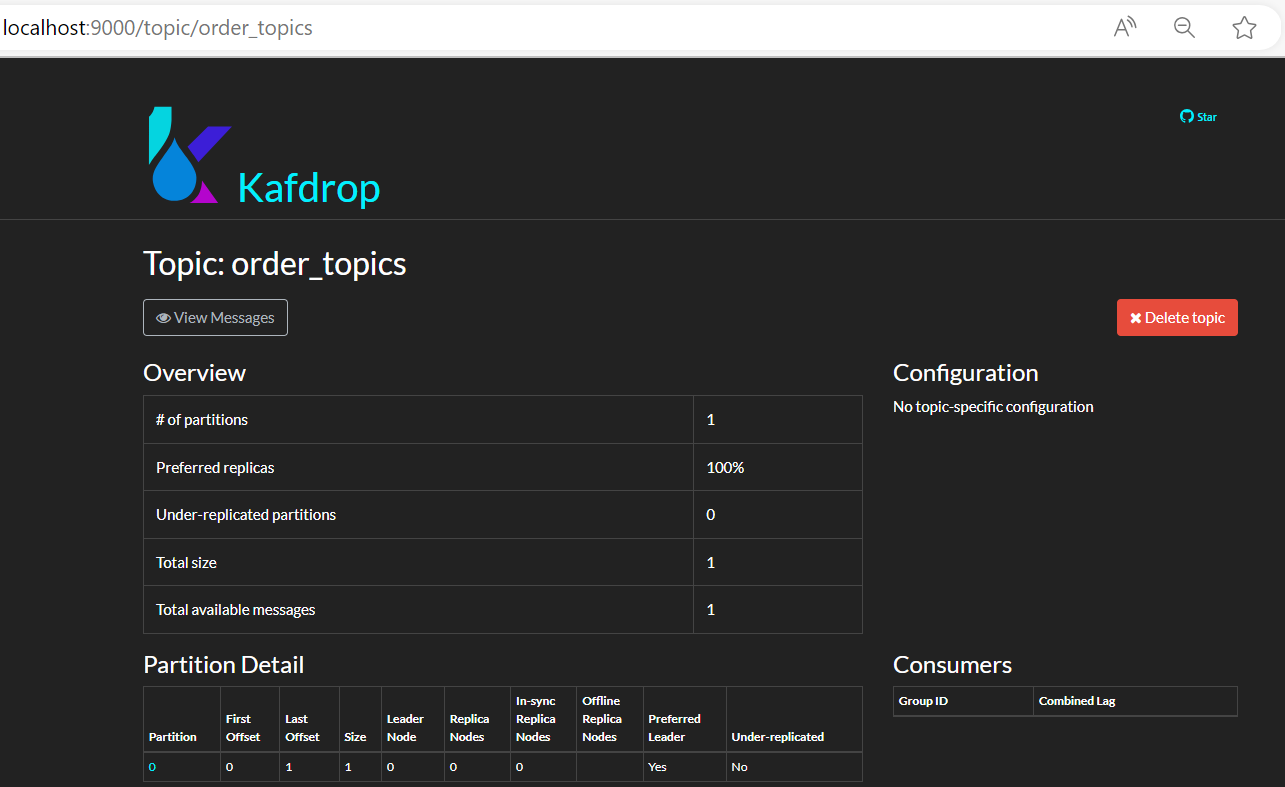 localhost:9000/topic/order_topics
Star
Kafdrop
Topic: order_topics
View Messages
Delete topic
Overview
# of partitions 1
Preferred replicas 100%
Under-replicated partitions 0
Total size 1
Total available messages 1
Configuration
No topic-specific configuration
Partition Detail
Partition First Offset Last Offset Size Leader Node Replica Nodes In-sync Replica Nodes Offline Replica Nodes Preferred Leader Under-replicated
0 0 1 1 0 0 0 Yes No
Consumers
Group ID Combined Lag